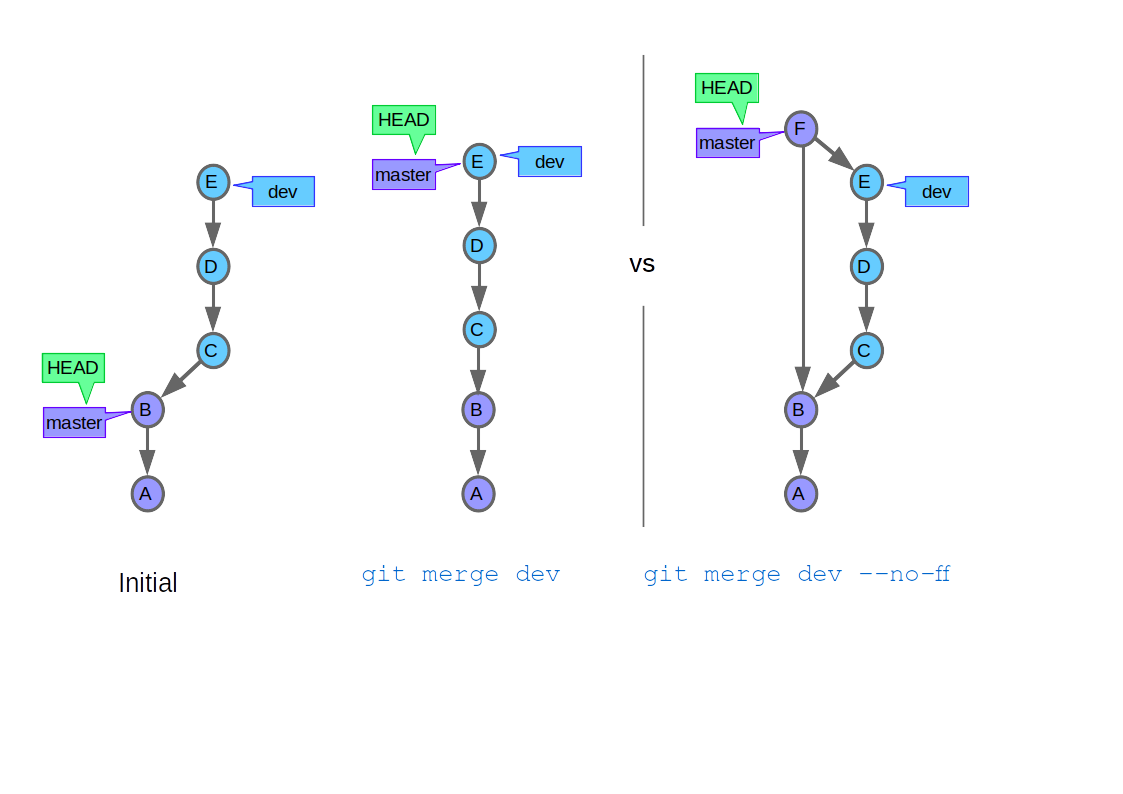 E
dev
D
C
HEAD
master
B
A
Initial
HEAD
master
E
dev
D
C
B
A
git merge dev
vs
HEAD
master
F
E
dev
D
C
B
A
git merge dev --no-ff